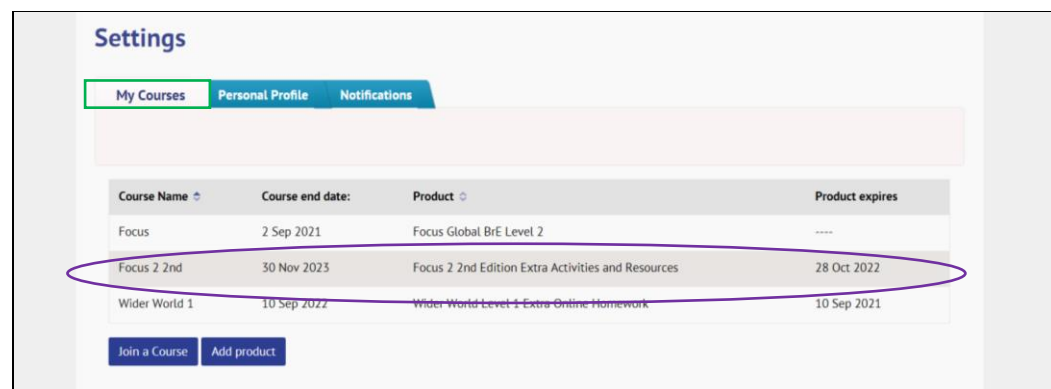 Settings
My Courses Personal Profile Notifications
Course Name Course end date: Product Product expires
Focus 2 Sep 2021 Focus Global BrE Level 2 ----
Focus 2 2nd 30 Nov 2023 Focus 2 2nd Edition Extra Activities and Resources 28 Oct 2022
Wider World 1 10 Sep 2022 Wider World Level 1 Extra Online Homework 10 Sep 2021
Join a Course Add product